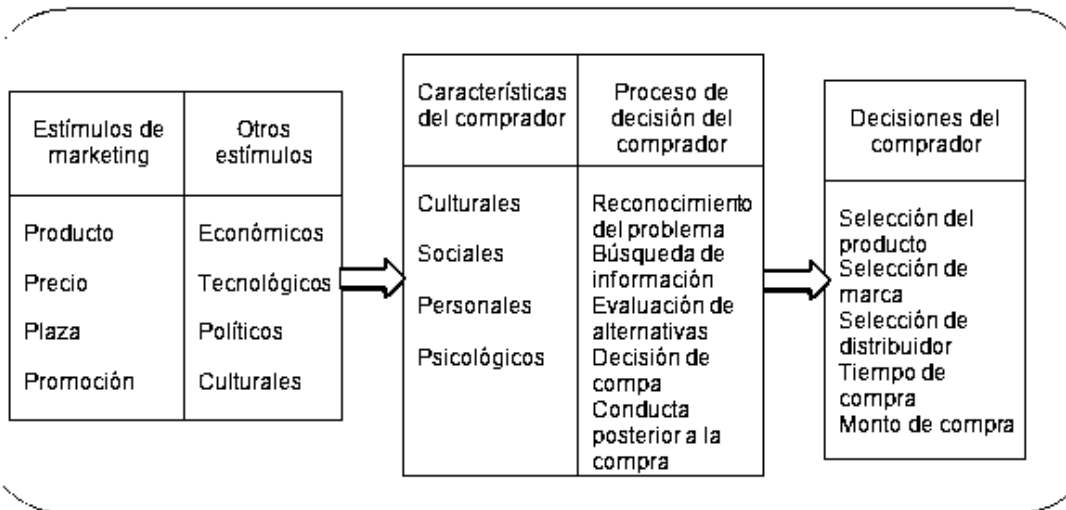 Estímulos de
marketing
Otros
estímulos
Producto
Precio
Plaza
Promoción
Económicos
Tecnológicos
Políticos
Culturales
Características
del comprador
Proceso de
decisión del
comprador
Culturales
Sociales
Personales
Psicológicos
Reconocimiento
del problema
Búsqueda de
información
Evaluación de
alternativas
Decisión de
compa
Conducta
posterior a la
compra
Decisiones del
comprador
Selección del
producto
Selección de
marca
Selección de
distribuidor
Tiempo de
compra
Monto de compra